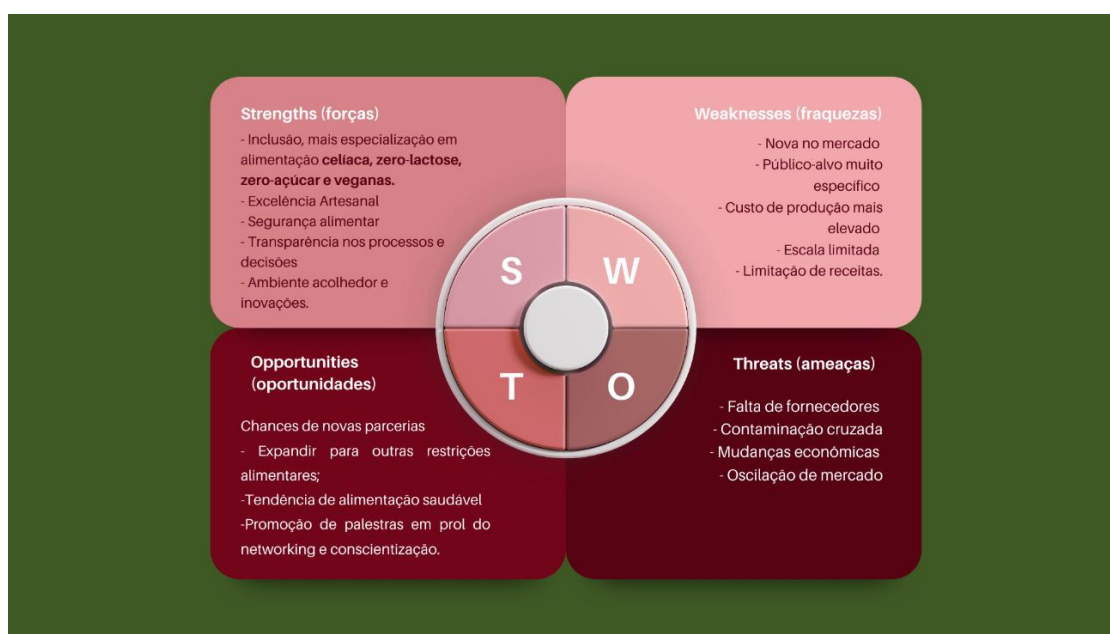 Strengths (forças)
- Inclusão, mais especialização em
alimentação celíaca, zero-lactose,
zero-açúcar e veganas.
- Excelência Artesanal
- Segurança alimentar
- Transparência nos processos e
decisões
- Ambiente acolhedor e
inovações.
Weaknesses (fraquezas)
- Nova no mercado
- Público-alvo muito
específico
- Custo de produção mais
elevado
- Escala limitada
- Limitação de receitas.
S
W
T
O
Opportunities
(oportunidades)
Chances de novas parcerias
- Expandir para outras restrições
alimentares;
-Tendência de alimentação saudável
-Promoção de palestras em prol do
networking e conscientização.
Threats (ameaças)
- Falta de fornecedores
- Contaminação cruzada
- Mudanças econômicas
- Oscilação de mercado